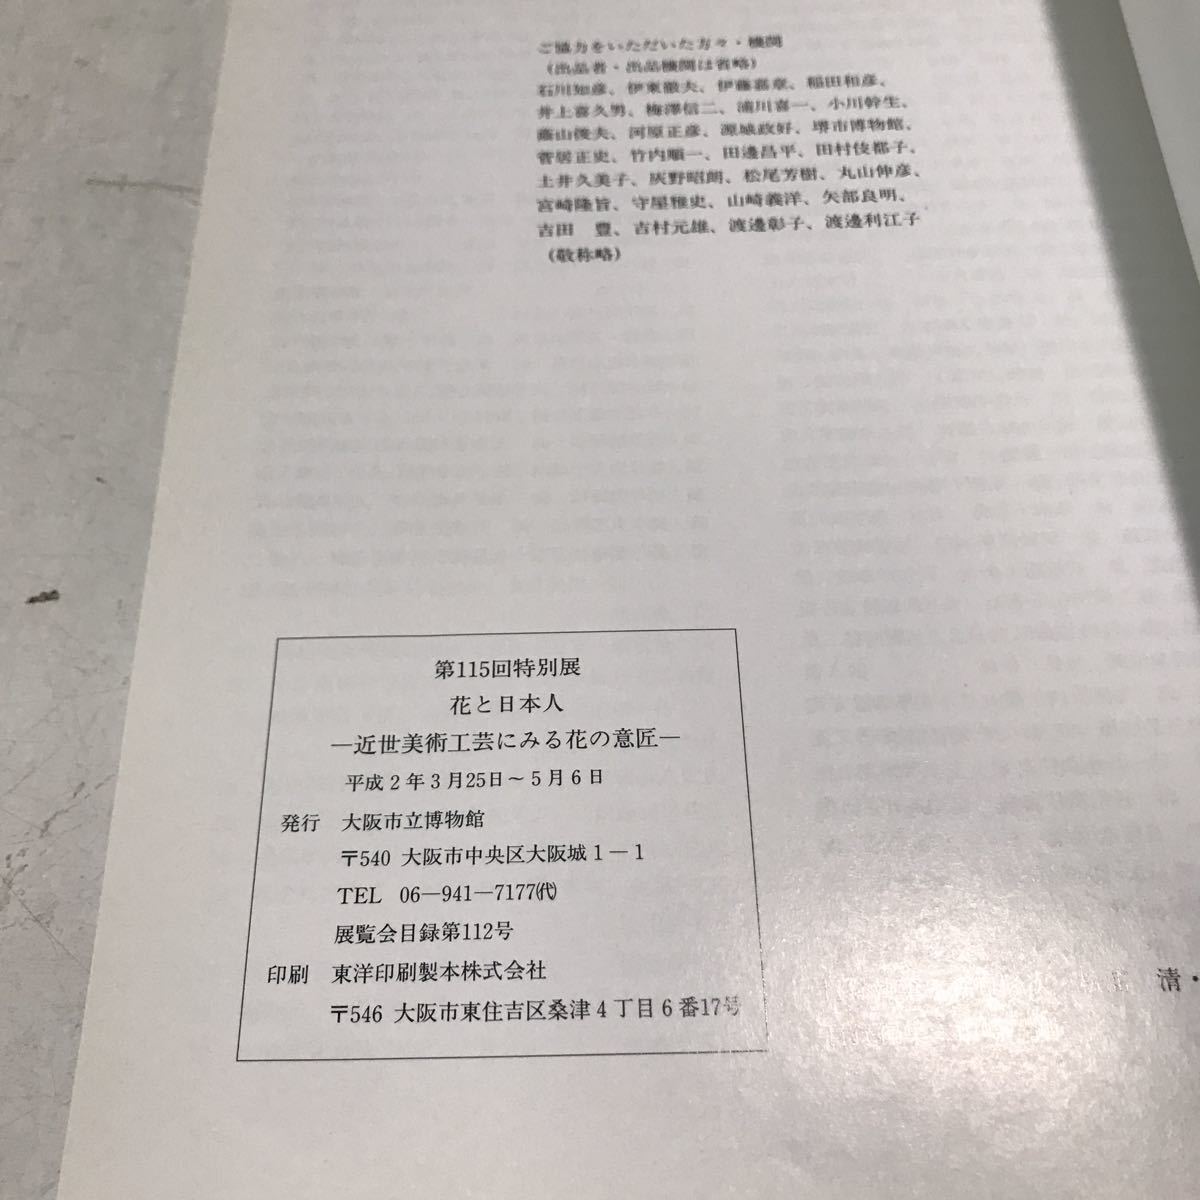 ご協力をいただいた方々・機関
(出品者・出品機関は省略)
石川知彦、伊東徹夫、伊藤嘉章、稲田和彦、
井上喜久男、梅澤信二、浦川喜一、小川幹生、
蔭山俊夫、河原正彦、源城政好、堺市博物館、
菅居正史、竹内順一、田邊昌平、田村俊都子、
土井久美子、灰野昭朗、松尾芳樹、丸山伸彦、
宮崎隆旨、守屋雅史、山崎義洋、矢部良明、
吉田　豊、吉村元雄、渡邊彰子、渡邊利江子
(敬称略)
第115回特別展
花と日本人
―近世美術工芸にみる花の意匠―
平成2年3月25日～5月6日
発行　大阪市立博物館
〒540 大阪市中央区大阪城1－1
TEL 06―941―7177㈹
展覧会目録第112号
印刷　東洋印刷製本株式会社
〒546 大阪市東住吉区桑津4丁目6番17号
清・